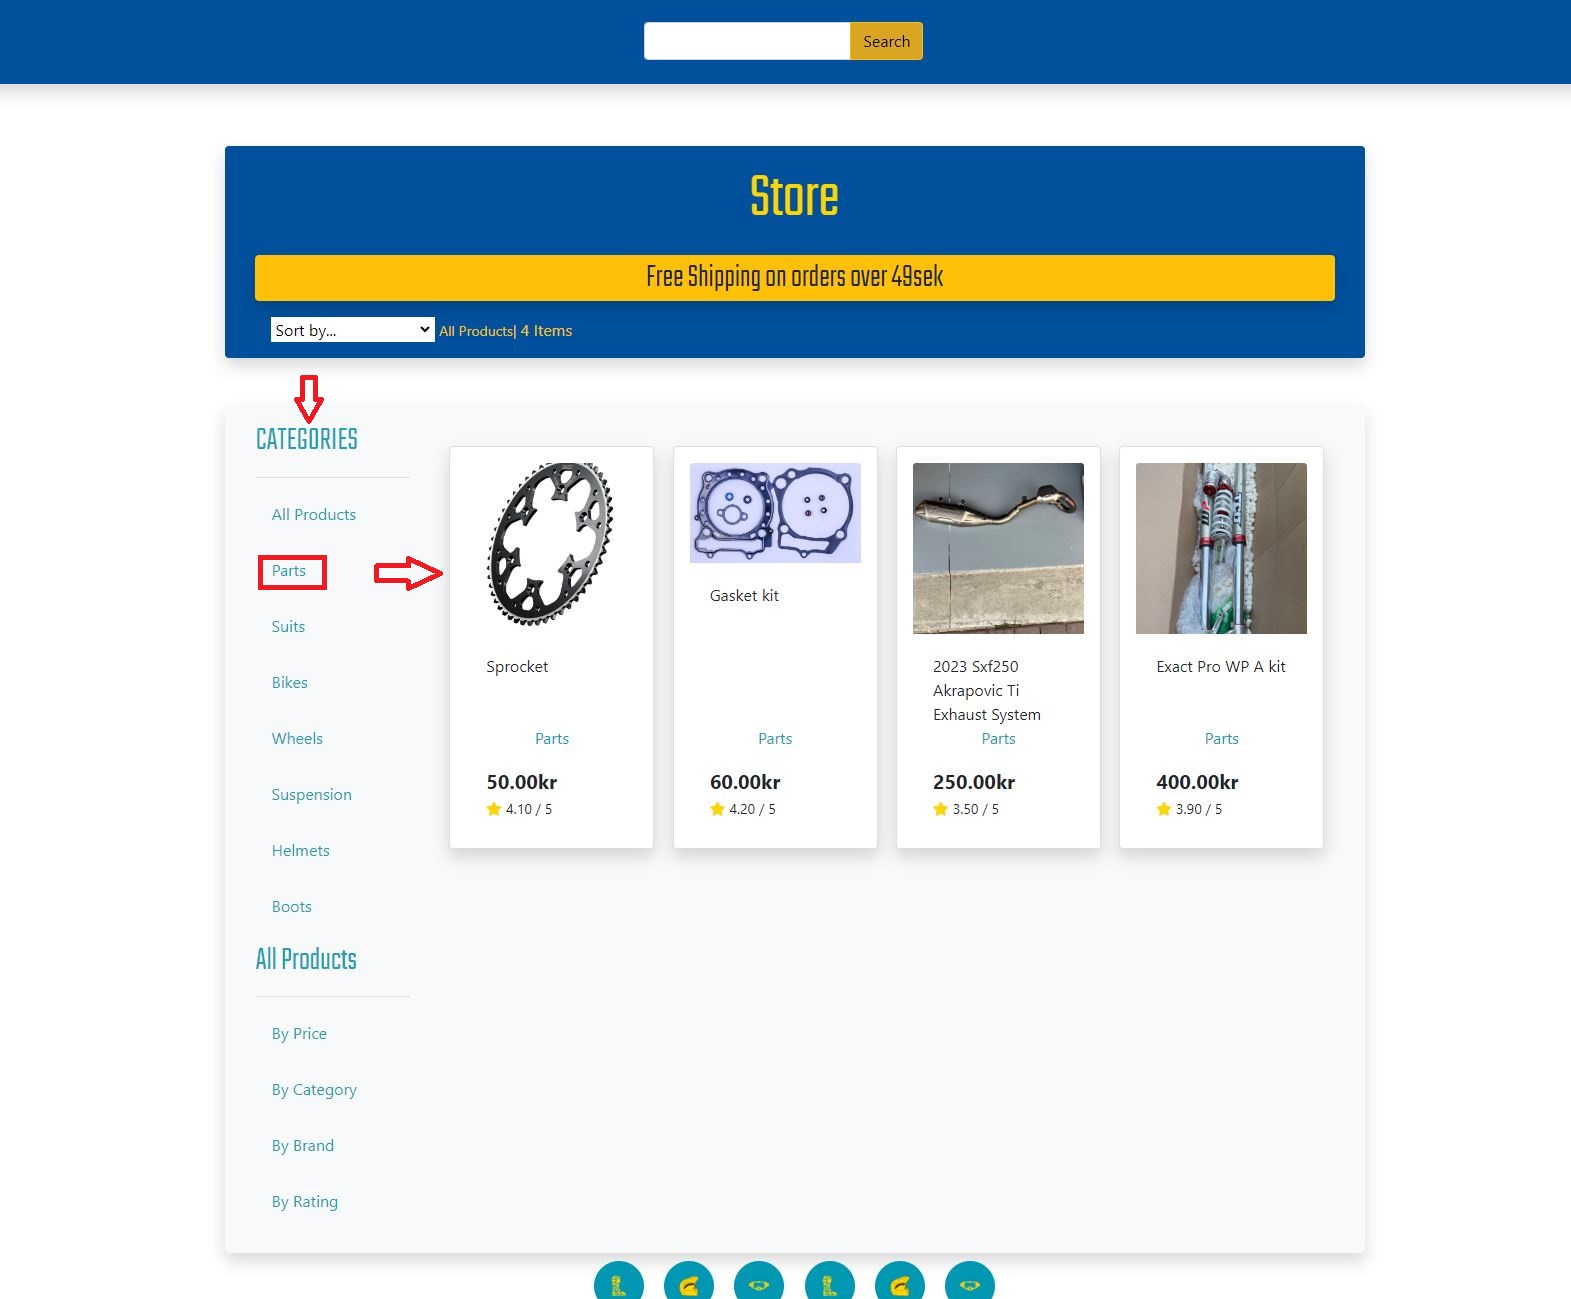 Search
Store
Free Shipping on orders over 49sek
Sort by...
All Products| 4 Items
CATEGORIES
All Products
Parts
Suits
Bikes
Wheels
Suspension
Helmets
Boots
All Products
By Price
By Category
By Brand
By Rating
Sprocket
Parts
50.00kr
4.10 / 5
Gasket kit
Parts
60.00kr
4.20 / 5
2023 Sxf250
Akrapovic Ti
Exhaust System
Parts
250.00kr
3.50 / 5
Exact Pro WP A kit
Parts
400.00kr
3.90 / 5